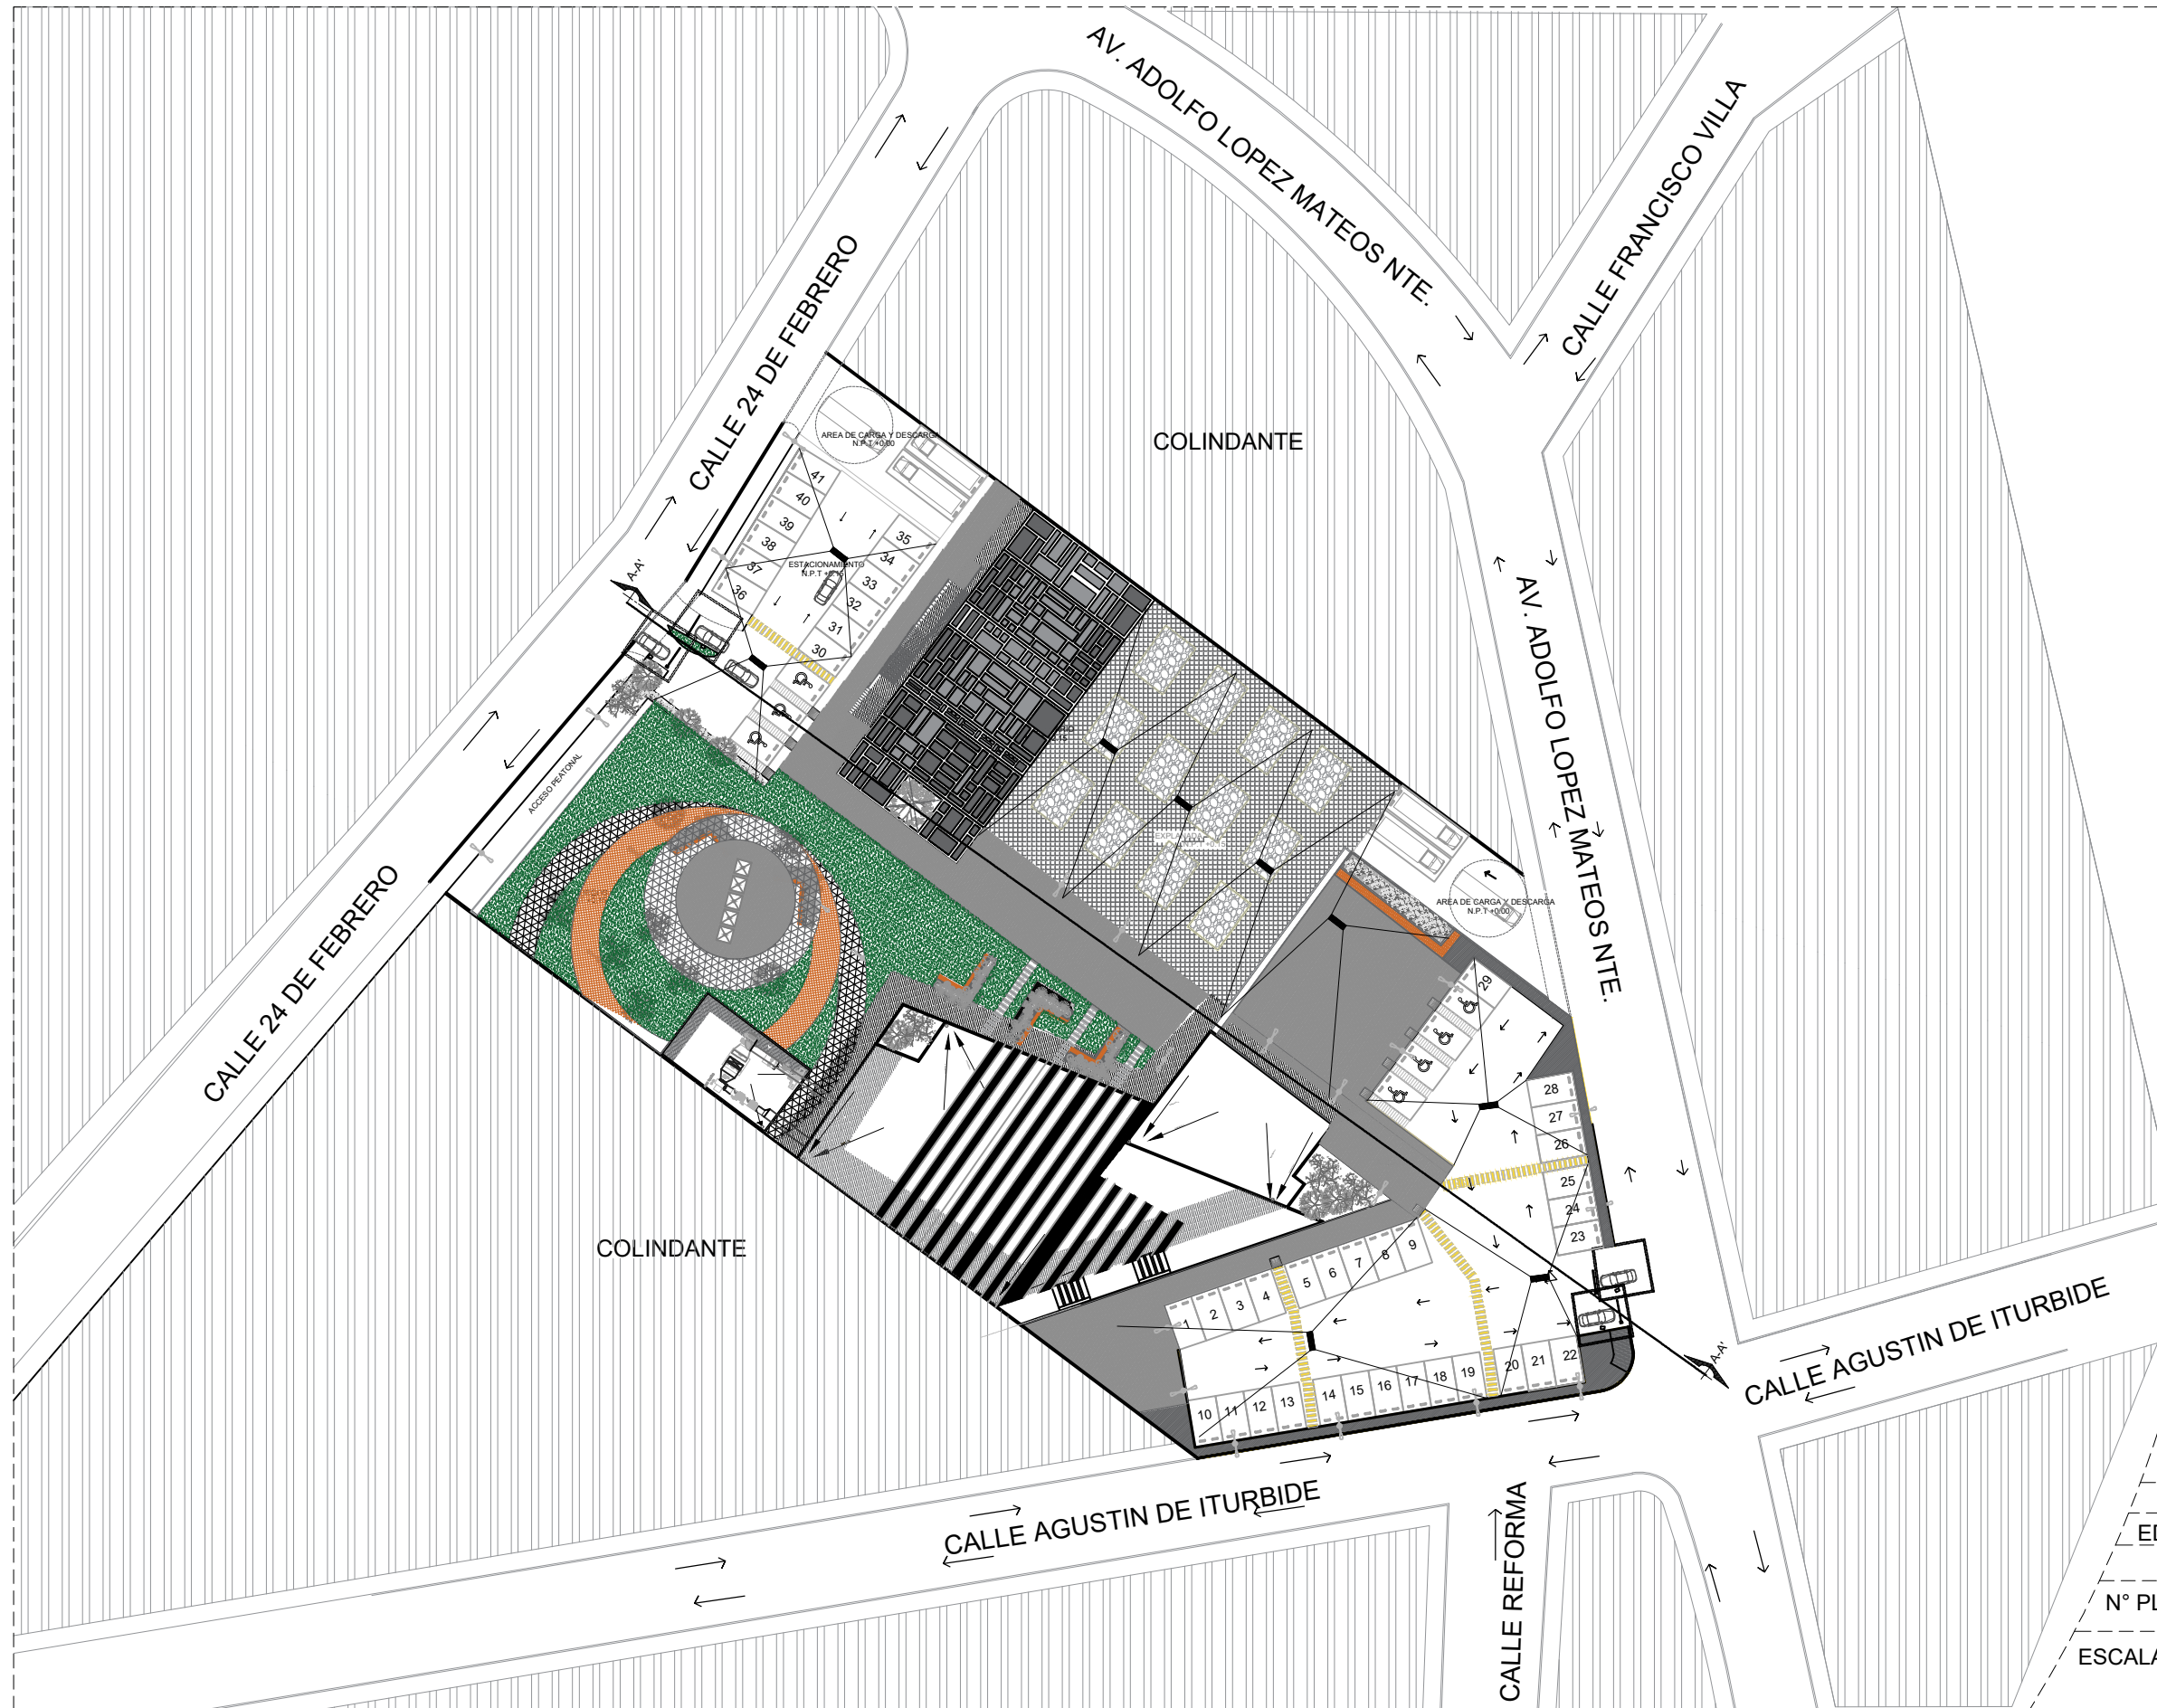 AV. ADOLFO LOPEZ MATEOS NTE.
CALLE FRANCISCO VILLA
CALLE 24 DE FEBRERO
COLINDANTE
AREA DE CARGA Y DESCARGA
N.P.T +0.00
41
40
39
38
37
36
35
34
33
32
31
30
ESTACIONAMIENTO
A-A'
ACCESO PEATONAL
AV. ADOLFO LOPEZ MATEOS NTE.
AREA DE CARGA Y DESCARGA
N.P.T +0.00
CALLE 24 DE FEBRERO
29
28
27
26
25
24
23
COLINDANTE
1
2
3
4
5
6
7
8
9
10
11
12
13
14
15
16
17
18
19
20
21
22
A-A'
CALLE AGUSTIN DE ITURBIDE
CALLE AGUSTIN DE ITURBIDE
CALLE REFORMA
N° PL
ESCALA